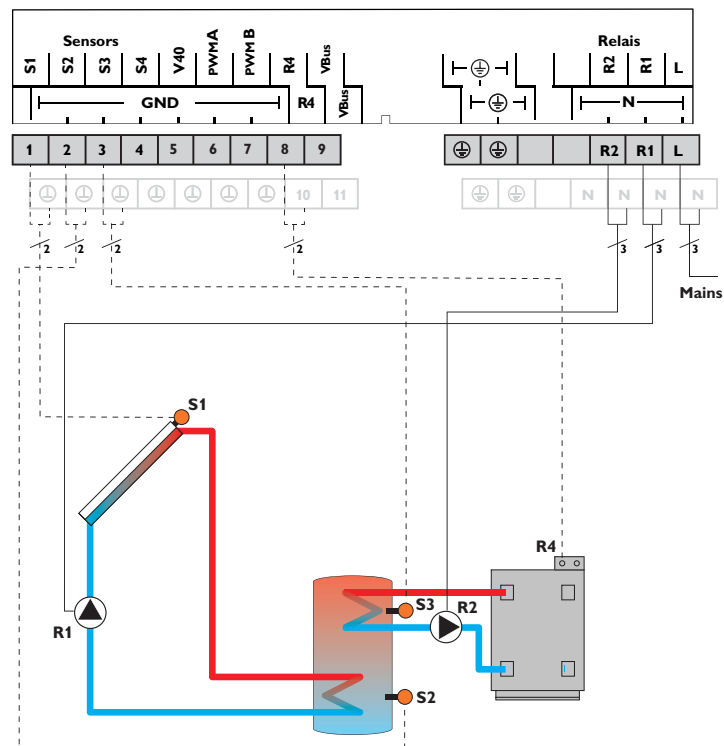 Sensors
Relais
S1 S2 S3 S4 V40 PWMA PWM B R4 VBus
R2 R1 L
GND R4 VBus
N
1 2 3 4 5 6 7 8 9
R2 R1 L
10 11
N N N N
2 2 2 2
3 3 3
Mains
S1
R4
S3
R2
R1
S2